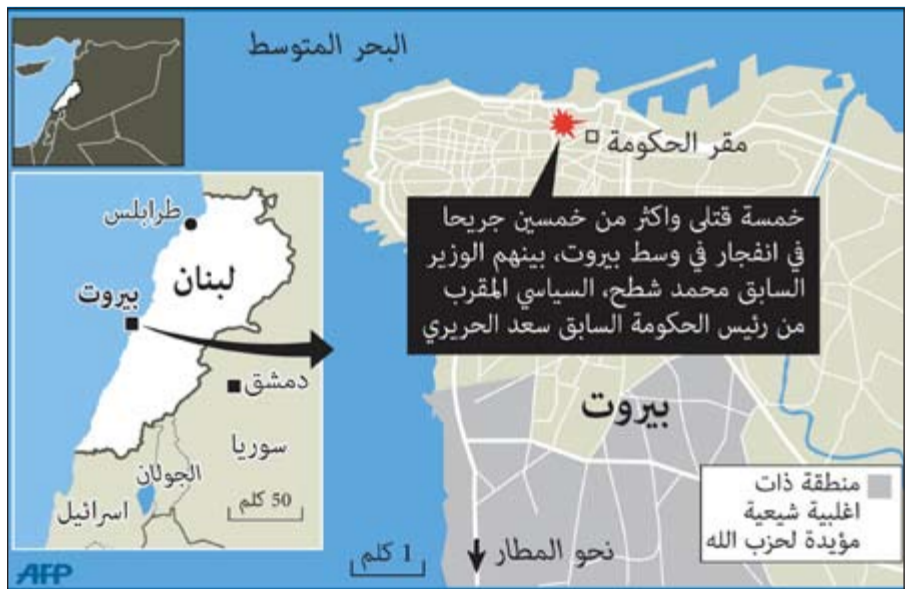 البحر المتوسط
مقر الحكومة
خمسة قتلى واكثر من خمسين جريحا
في انفجار في وسط بيروت، بينهم الوزير
السابق محمد شطح، السياسي المقرب
من رئيس الحكومة السابق سعد الحريري
بيروت
منطقة ذات
اغلبية شيعية
مؤيدة لحزب الله
نحو المطار
1 كلم
طرابلس
لبنان
بيروت
دمشق
سوريا
الجولان
اسرائيل
50 كلم
AFP